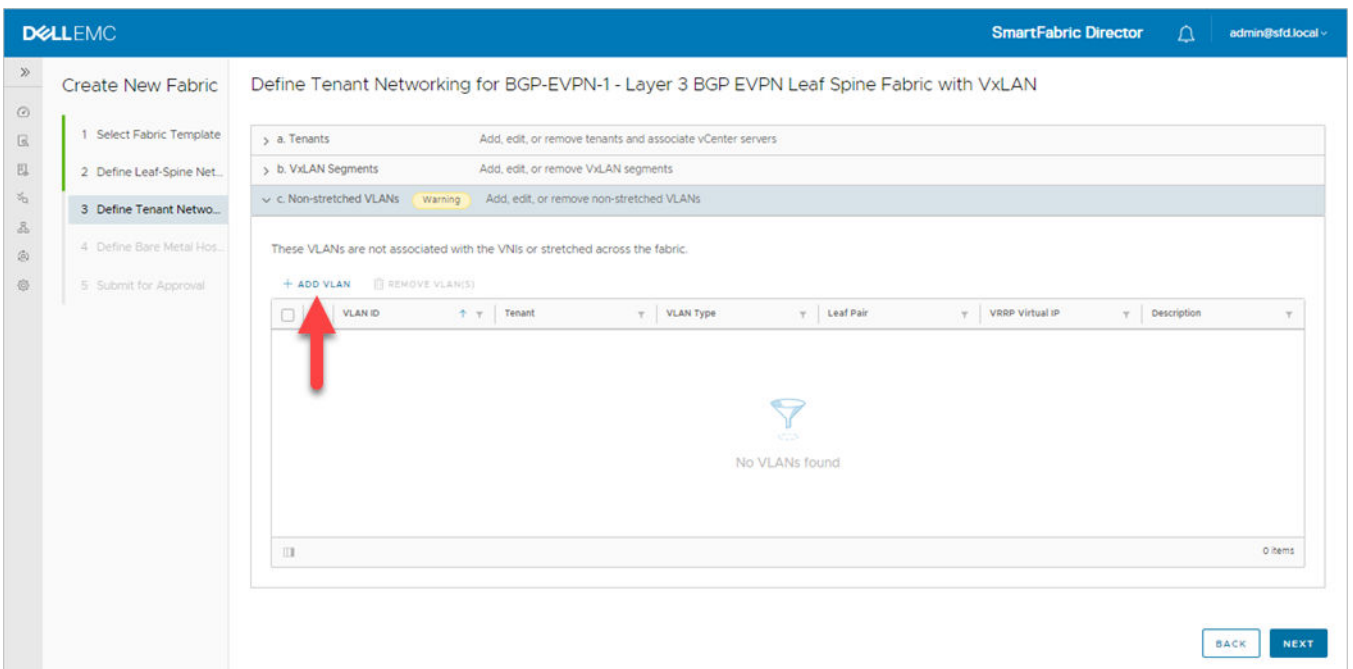 DELLEMC
SmartFabric Director
admin@sfd.local
Create New Fabric
1 Select Fabric Template
2 Define Leaf-Spine Net...
3 Define Tenant Netwo...
4 Define Bare Metal Hos...
5 Submit for Approval
Define Tenant Networking for BGP-EVPN-1 - Layer 3 BGP EVPN Leaf Spine Fabric with VxLAN
a. Tenants Add, edit, or remove tenants and associate vCenter servers
b. VxLAN Segments Add, edit, or remove VxLAN segments
c. Non-stretched VLANs Warning Add, edit, or remove non-stretched VLANs
These VLANs are not associated with the VNIs or stretched across the fabric.
+ ADD VLAN REMOVE VLAN(S)
VLAN ID Tenant VLAN Type Leaf Pair VRRP Virtual IP Description
No VLANs found
0 items
BACK NEXT